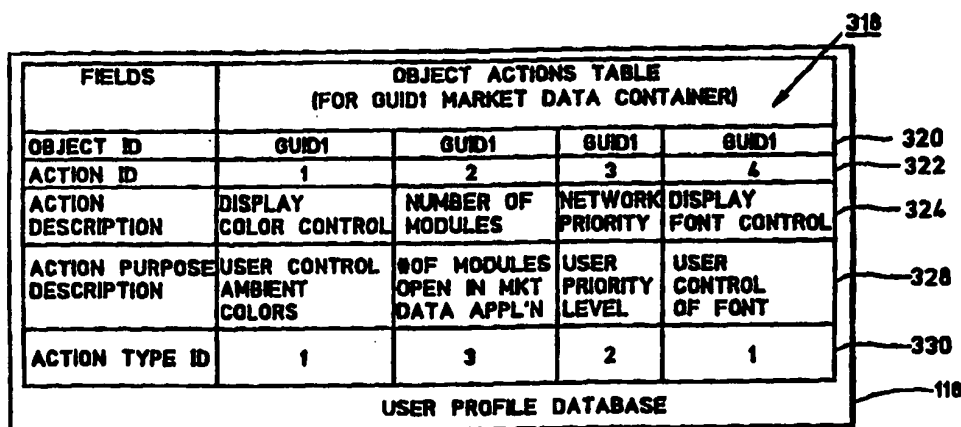 318
FIELDS
OBJECT ACTIONS TABLE
(FOR GUID1 MARKET DATA CONTAINER)
OBJECT ID GUID1 GUID1 GUID1 GUID1 320
ACTION ID 1 2 3 4 322
ACTION DISPLAY NUMBER OF NETWORK DISPLAY
DESCRIPTION COLOR CONTROL MODULES PRIORITY FONT CONTROL 324
ACTION PURPOSE USER CONTROL #OF MODULES USER USER
DESCRIPTION AMBIENT OPEN IN MKT PRIORITY CONTROL 328
COLORS DATA APPL'N LEVEL OF FONT
ACTION TYPE ID 1 3 2 1 330
USER PROFILE DATABASE 118